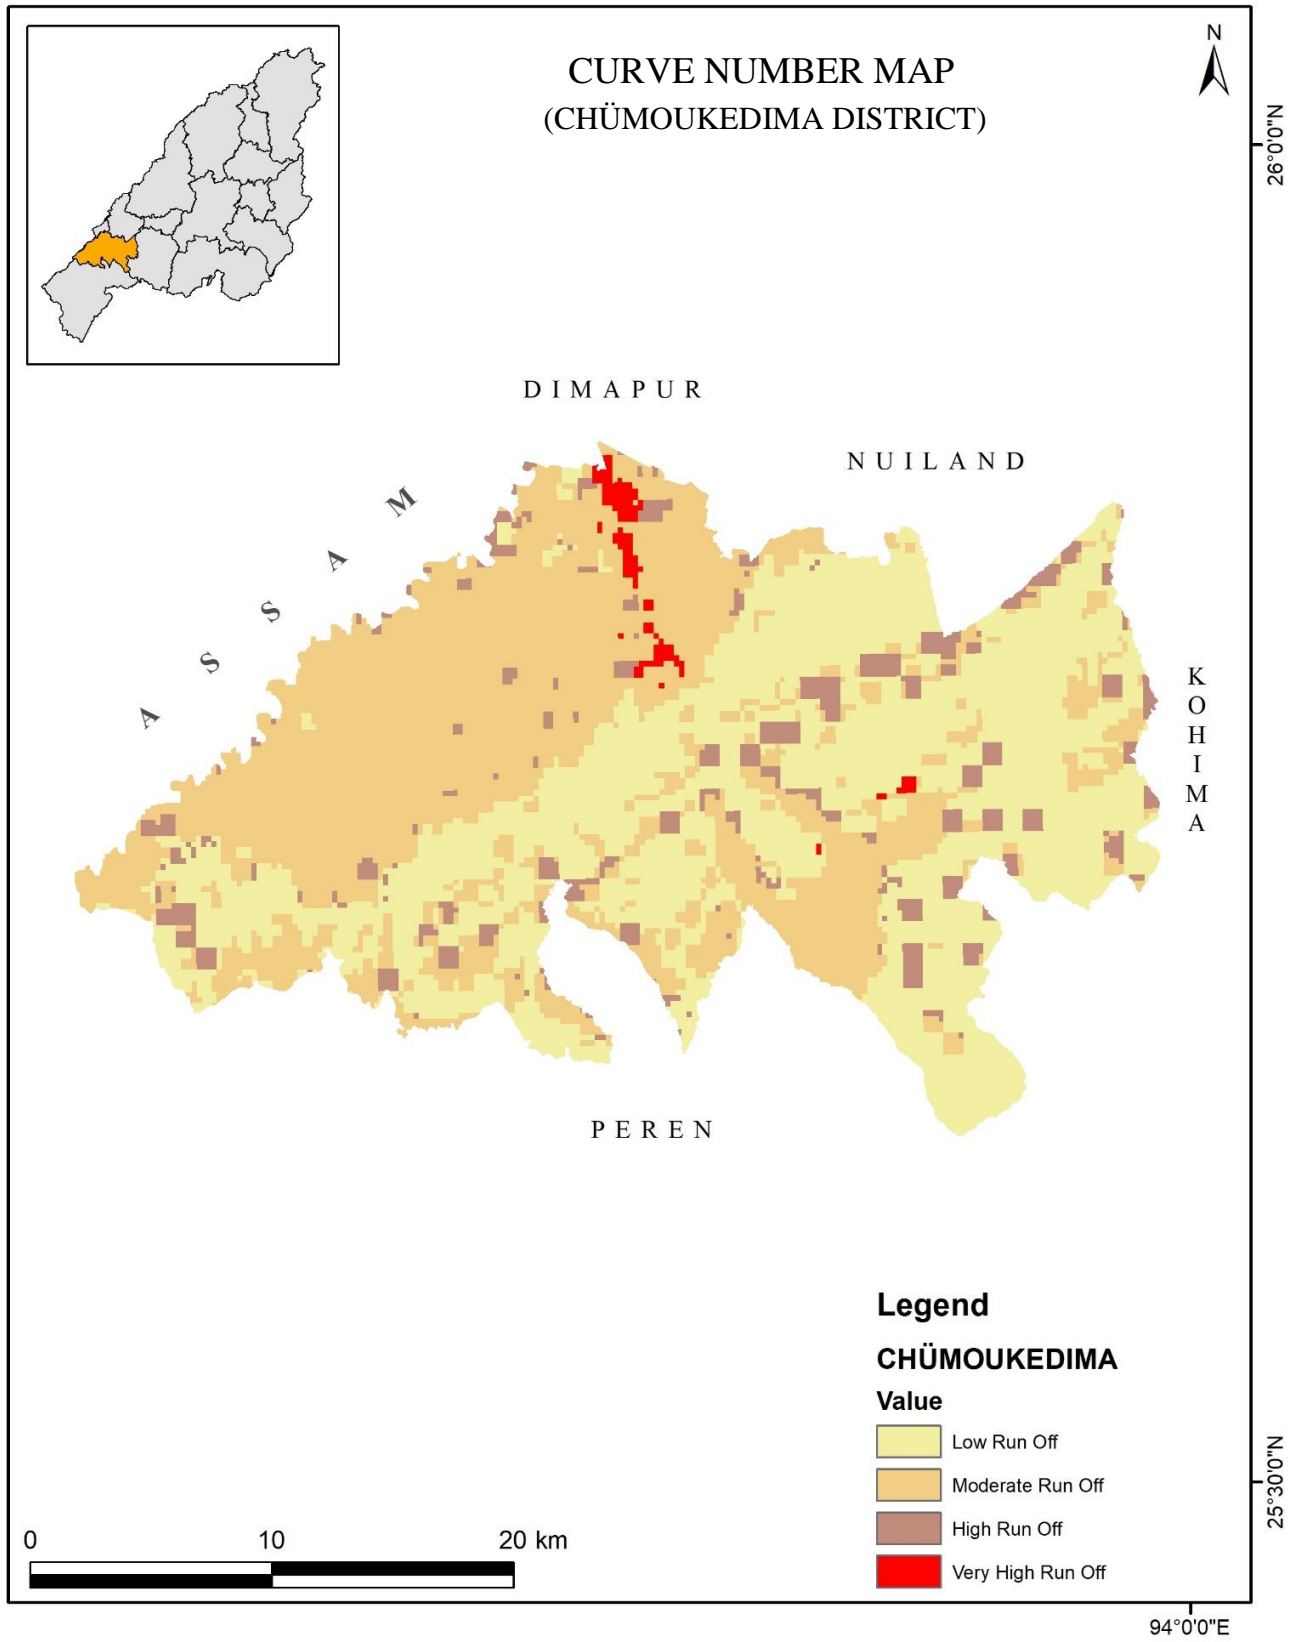 CURVE NUMBER MAP
(CHÜMOUKEDIMA DISTRICT)
N
26°0'0"N
DIMAPUR
NUILAND
ASSAM
KOHIMA
PEREN
Legend
CHÜMOUKEDIMA
Value
Low Run Off
Moderate Run Off
High Run Off
Very High Run Off
0 10 20 km
25°30'0"N
94°0'0"E